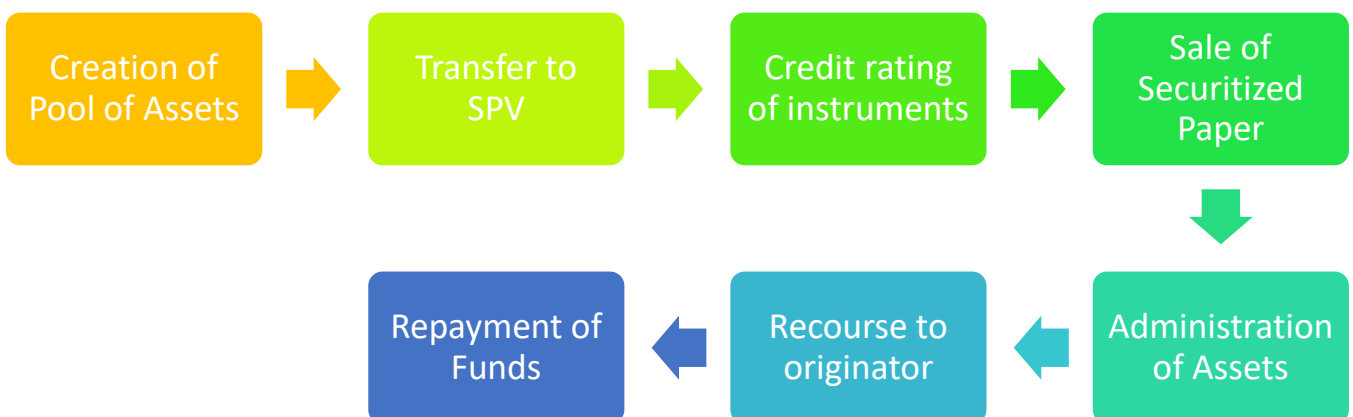 Creation of
Pool of Assets
Transfer to
SPV
Credit rating
of instruments
Sale of
Securitized
Paper
Administration
of Assets
Recourse to
originator
Repayment of
Funds